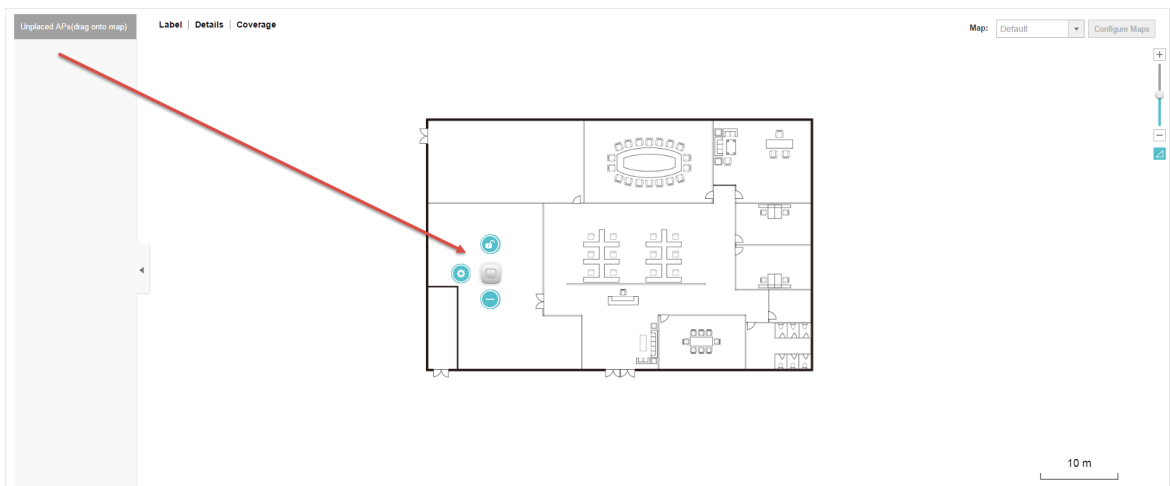 Unplaced APs(drag onto map)
Label | Details | Coverage
Map: Default Configure Maps
10 m